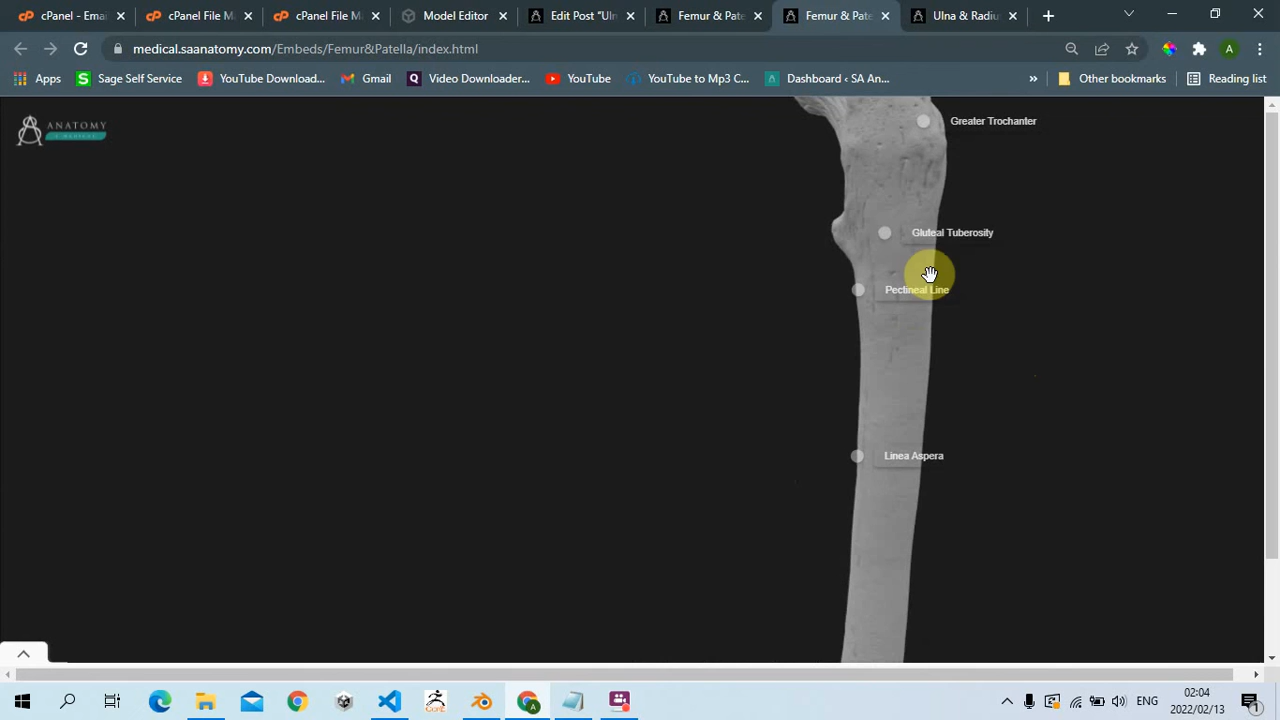 cPanel - Emai
cPanel File M
cPanel File M
Model Editor
Edit Post "Uln
Femur & Pate
Femur & Pate
Ulna & Radiu
medical.saanatomy.com/Embeds/Femur&Patella/index.html
Apps
Sage Self Service
YouTube Download...
Gmail
Video Downloader...
YouTube
YouTube to Mp3 C...
Dashboard ‹ SA An...
Other bookmarks
Reading list
ANATOMY
Greater Trochanter
Gluteal Tuberosity
Pectineal Line
Linea Aspera
ENG
02:04
2022/02/13